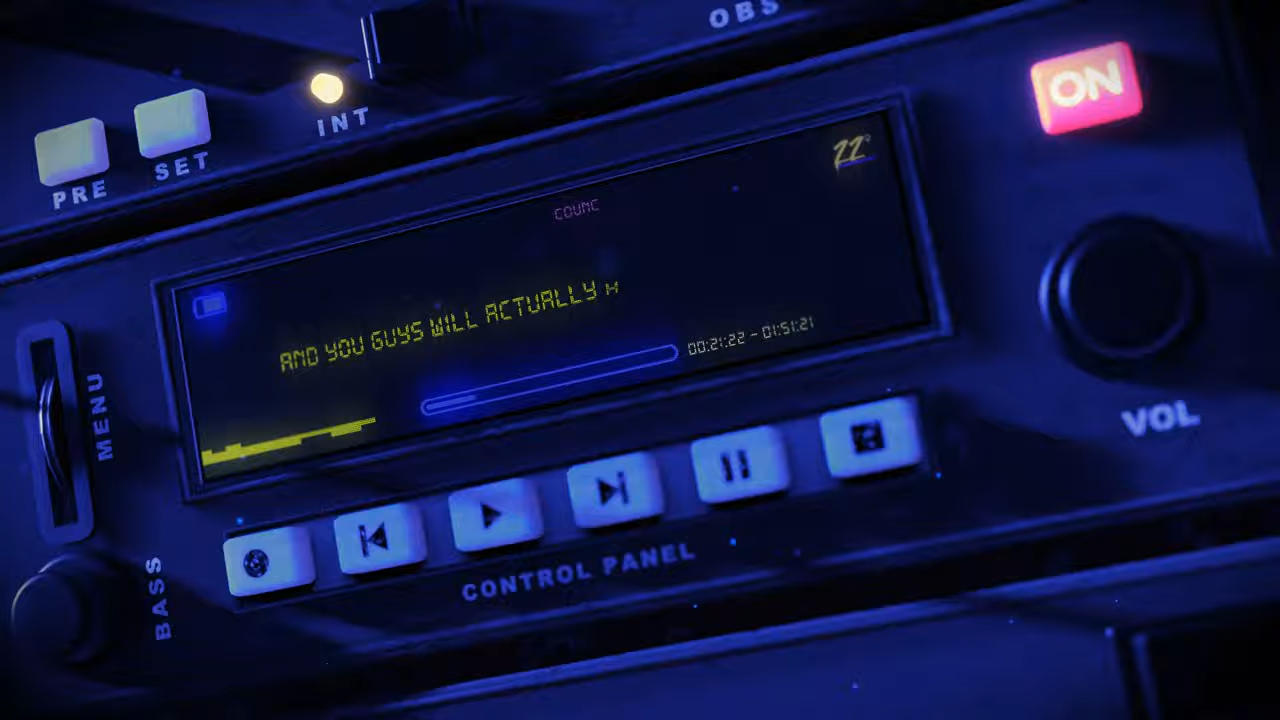 OBS
ON
INT
SET
PRE
22°
COUNC
AND YOU GUYS WILL ACTUALLY
00:21:22 - 01:51:21
MENU
VOL
BASS
CONTROL PANEL